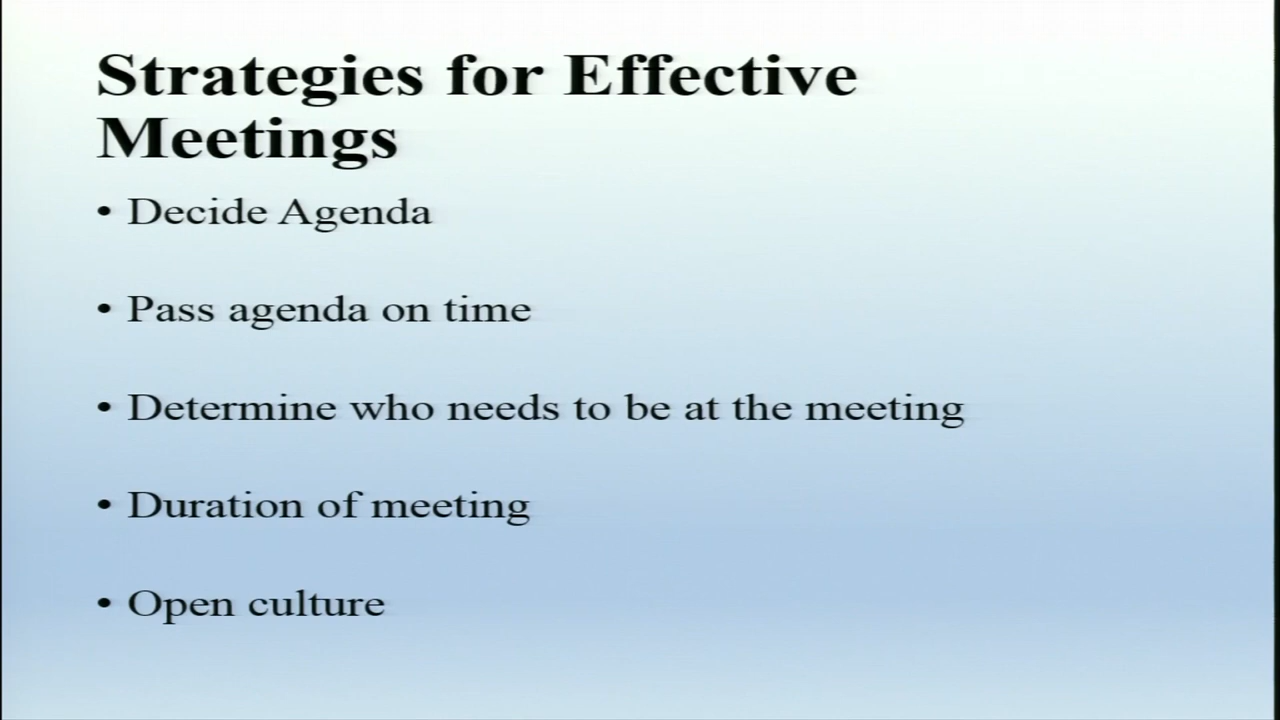 Strategies for Effective
Meetings
• Decide Agenda
• Pass agenda on time
• Determine who needs to be at the meeting
• Duration of meeting
• Open culture